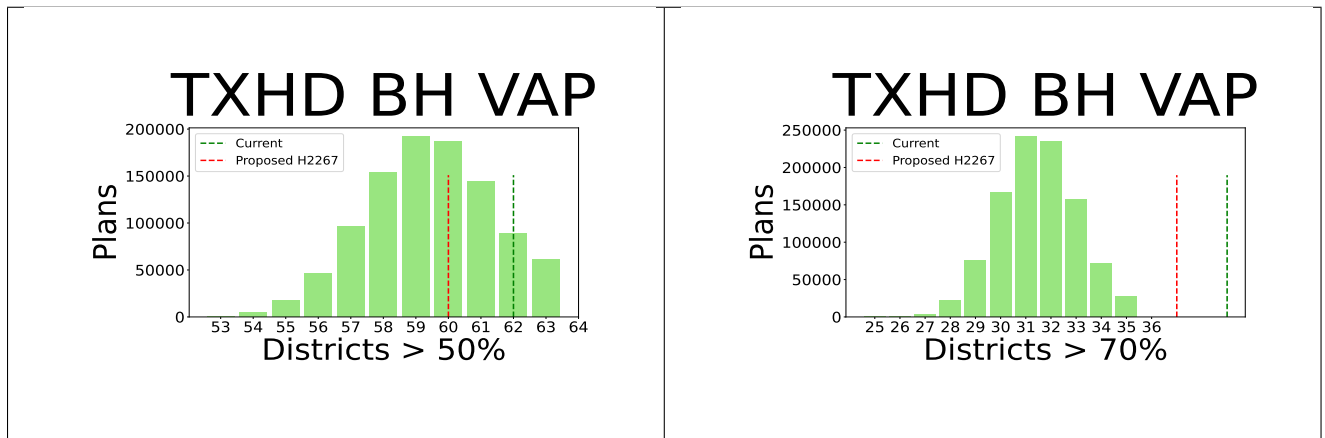 TXHD BH VAP
200000
150000
100000
50000
0
Plans
Current
Proposed H2267
53 54 55 56 57 58 59 60 61 62 63 64
Districts > 50%
TXHD BH VAP
250000
200000
150000
100000
50000
0
Plans
Current
Proposed H2267
25 26 27 28 29 30 31 32 33 34 35 36
Districts > 70%